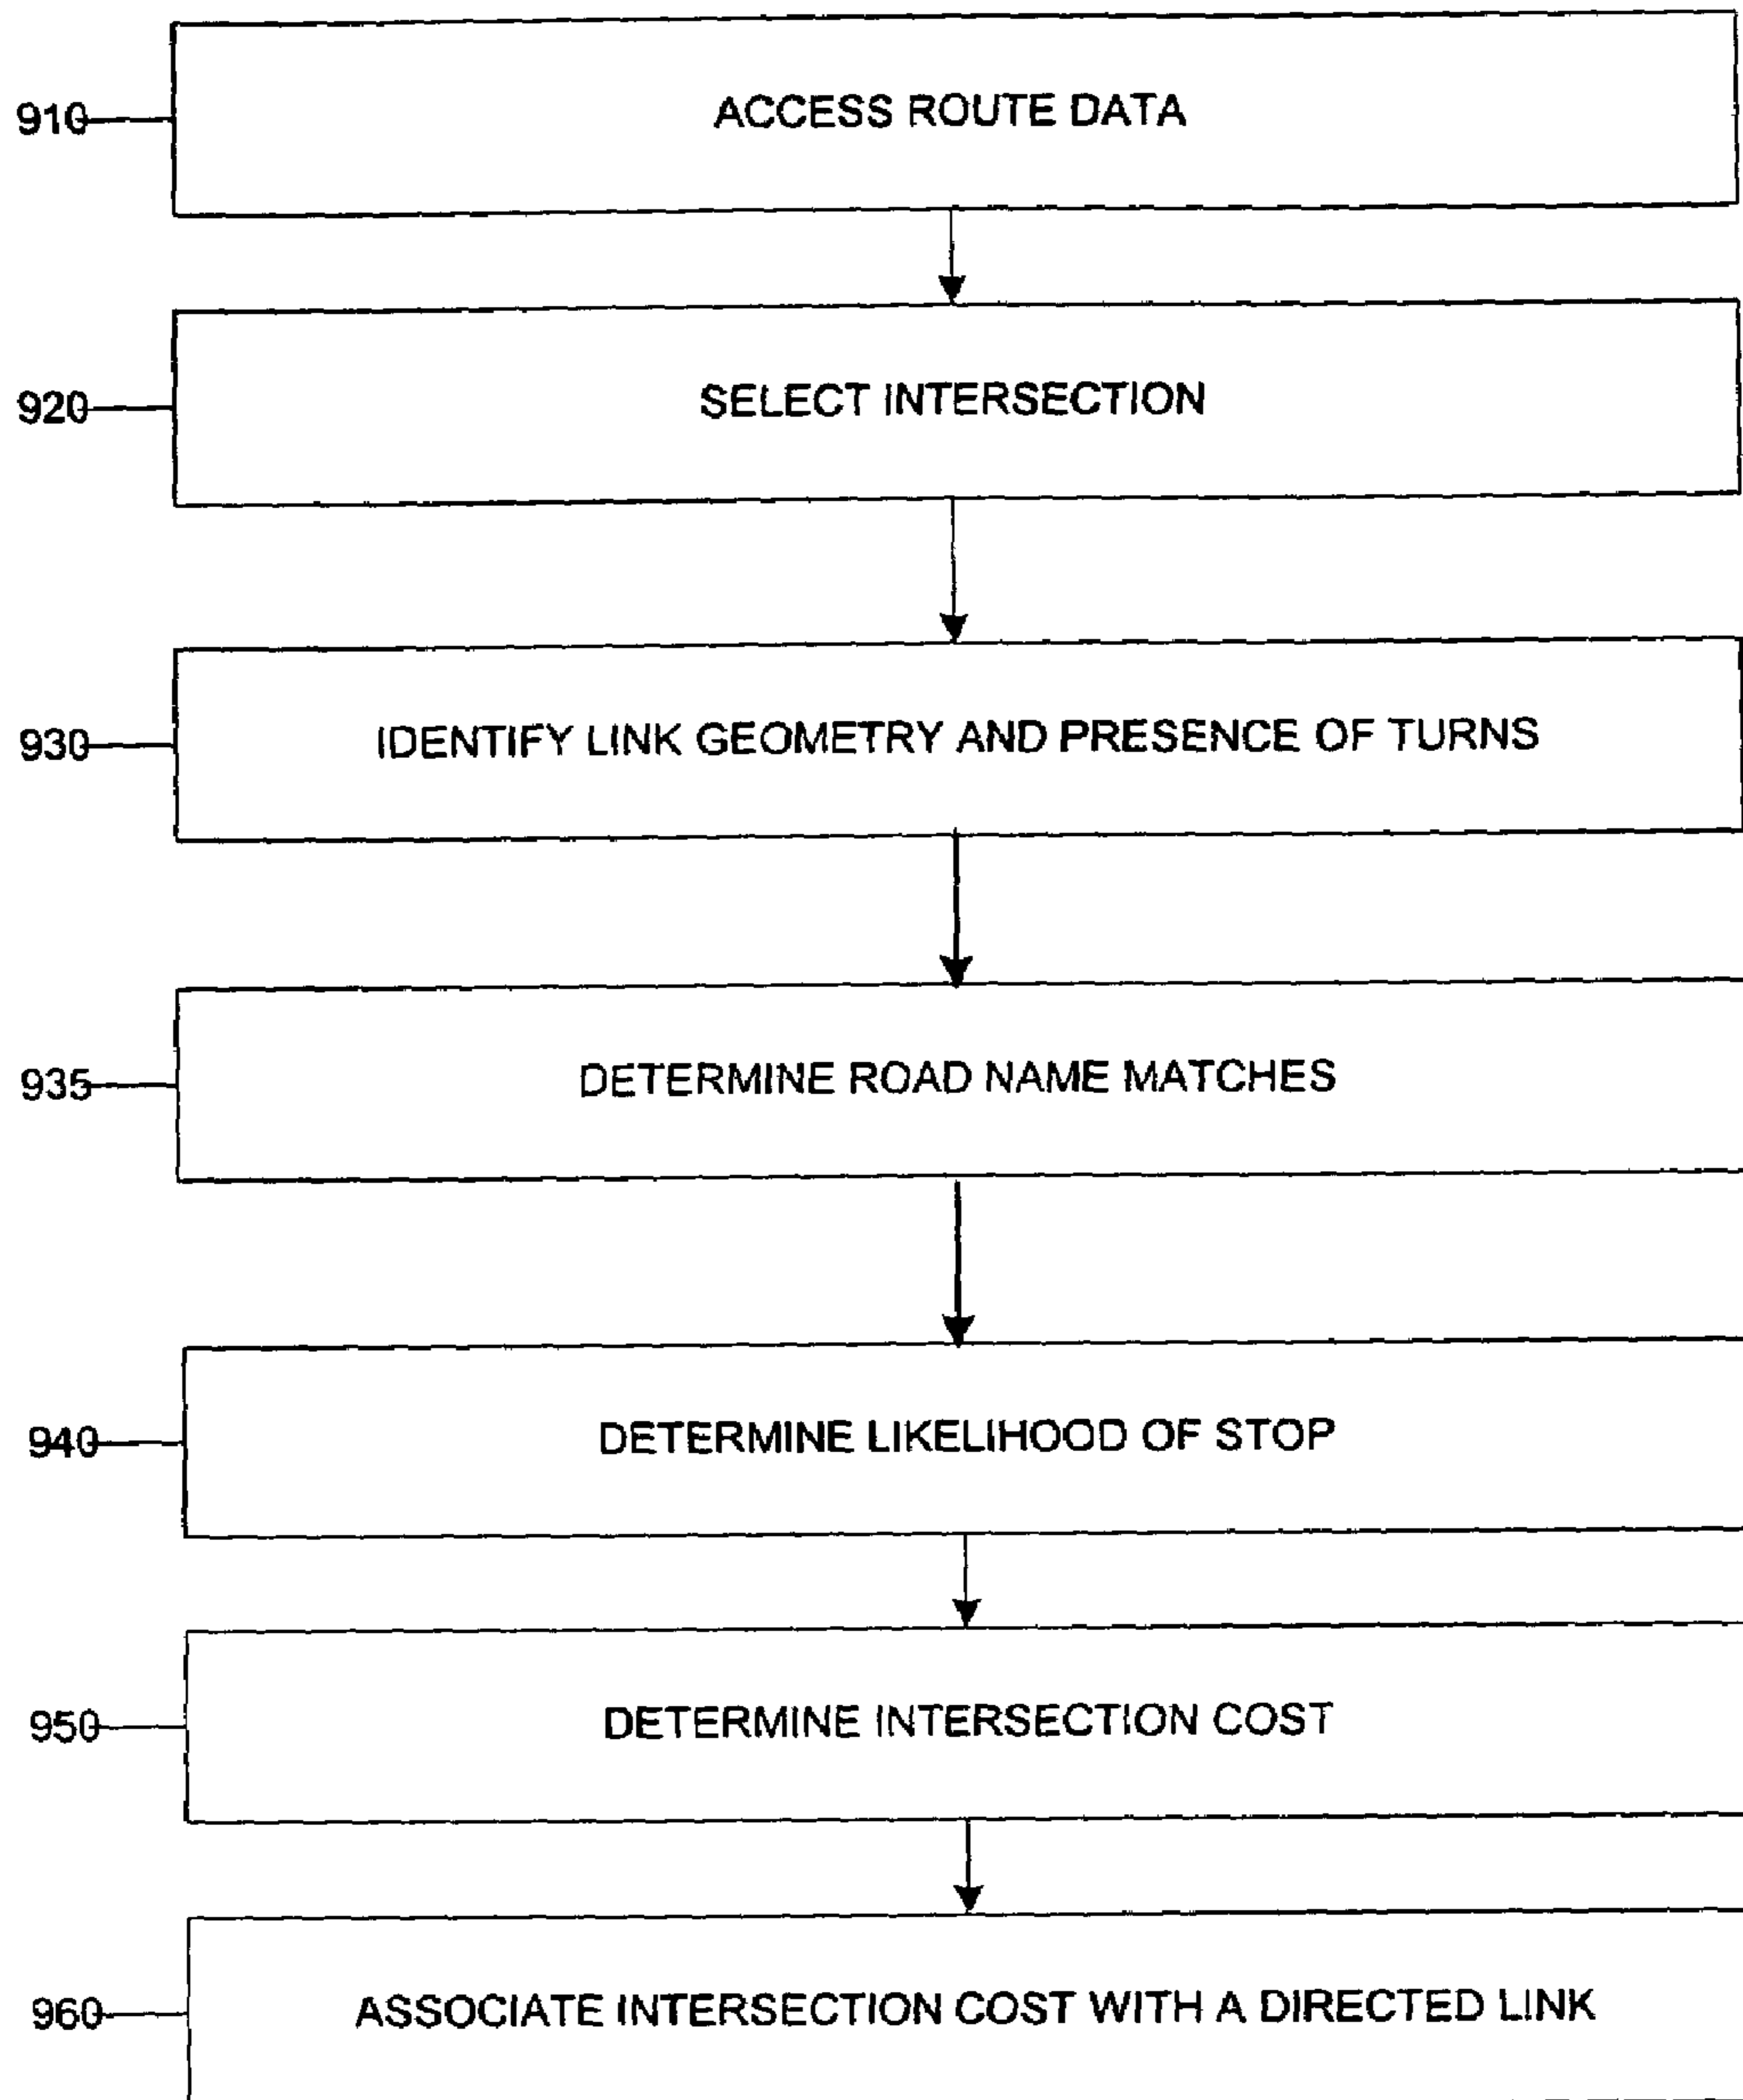 910 ACCESS ROUTE DATA
920 SELECT INTERSECTION
930 IDENTIFY LINK GEOMETRY AND PRESENCE OF TURNS
935 DETERMINE ROAD NAME MATCHES
940 DETERMINE LIKELIHOOD OF STOP
950 DETERMINE INTERSECTION COST
960 ASSOCIATE INTERSECTION COST WITH A DIRECTED LINK